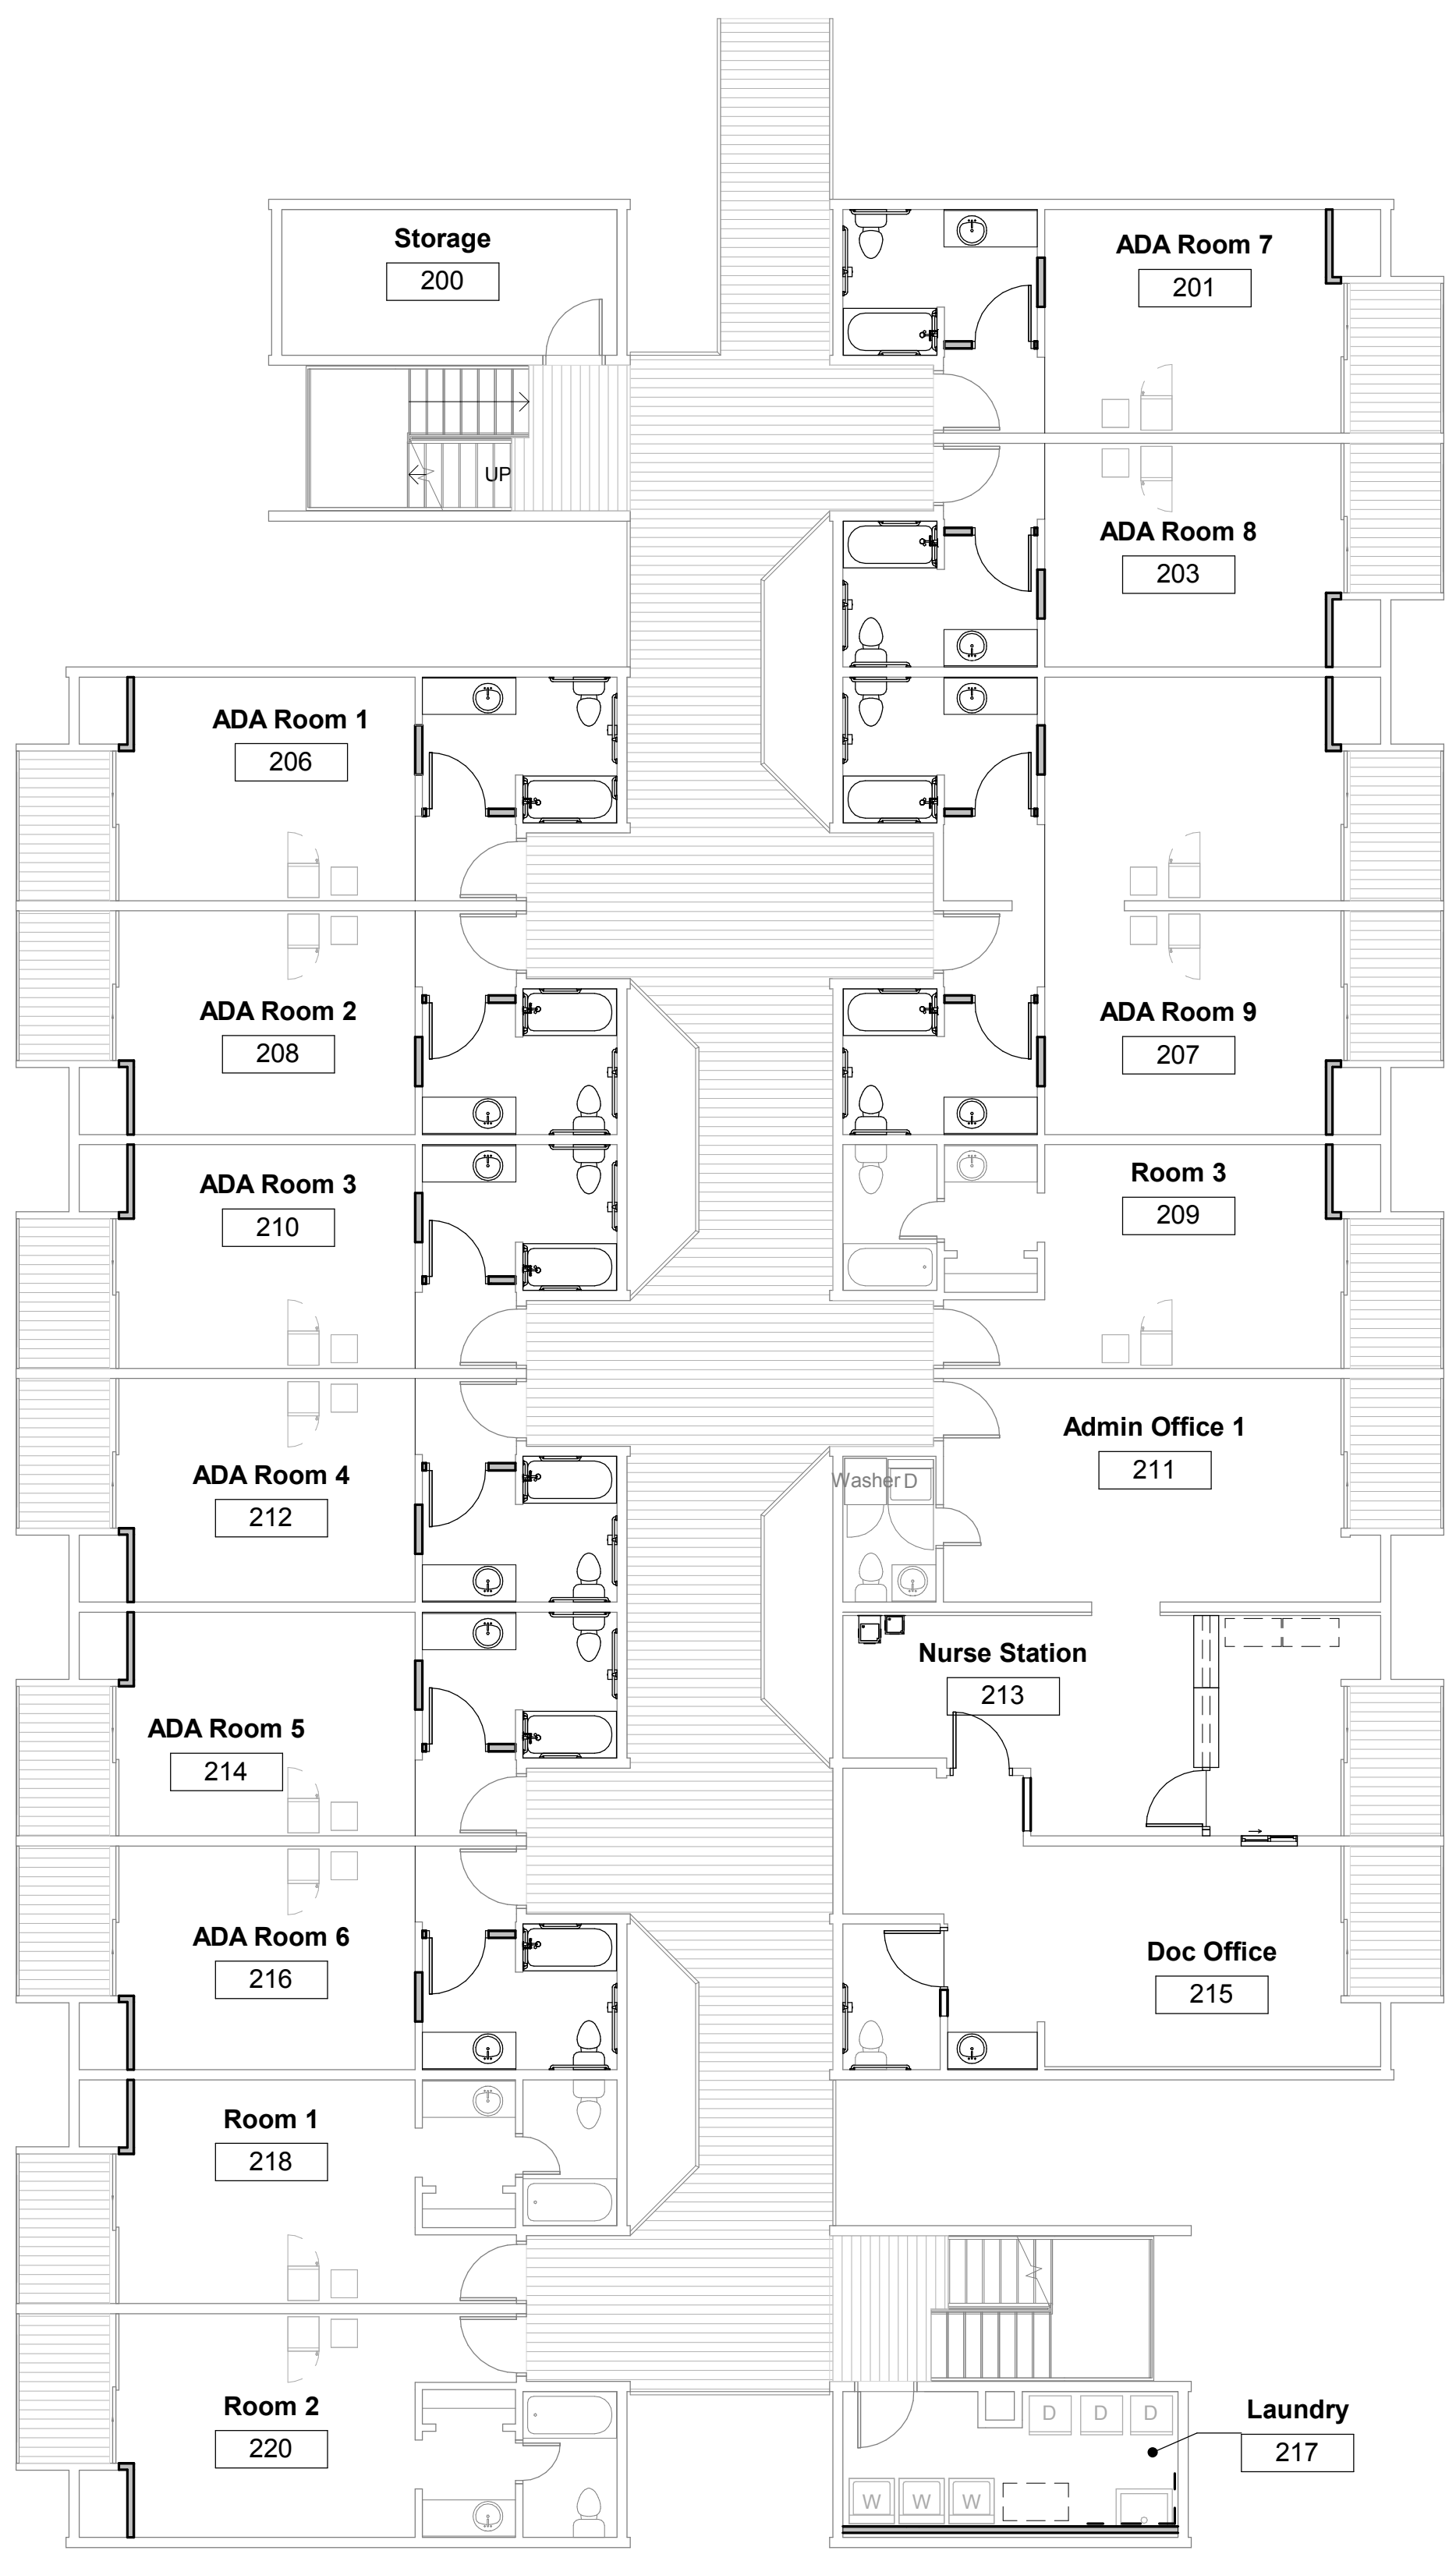 Storage
200
ADA Room 7
201
UP
ADA Room 8
203
ADA Room 1
206
ADA Room 2
208
ADA Room 9
207
ADA Room 3
210
Room 3
209
ADA Room 4
212
Admin Office 1
211
Washer D
ADA Room 5
214
Nurse Station
213
ADA Room 6
216
Doc Office
215
Room 1
218
Room 2
220
D D D
Laundry
217
W W W